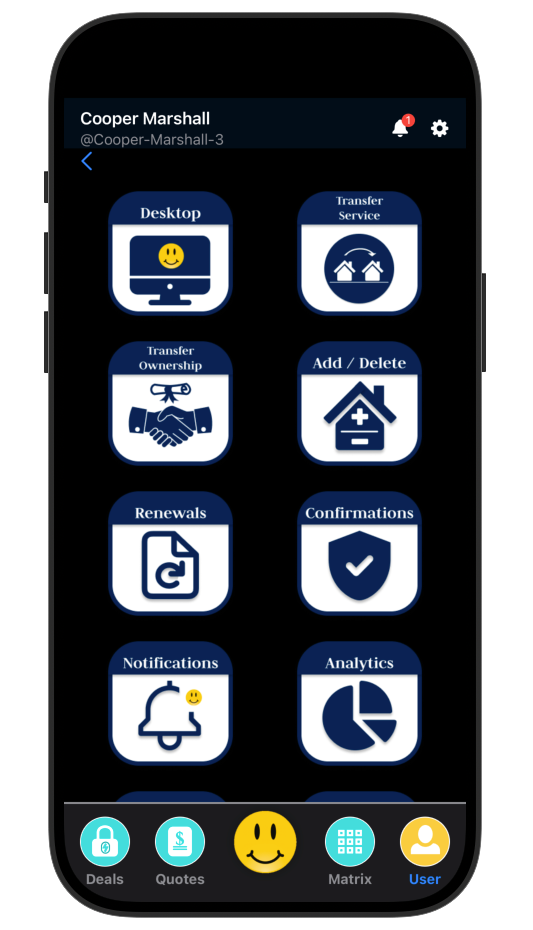 Cooper Marshall
1
@Cooper-Marshall-3
Desktop
Transfer
Service
Transfer
Ownership
Add / Delete
Renewals
Confirmations
Notifications
Analytics
$
Deals
Quotes
Matrix
User